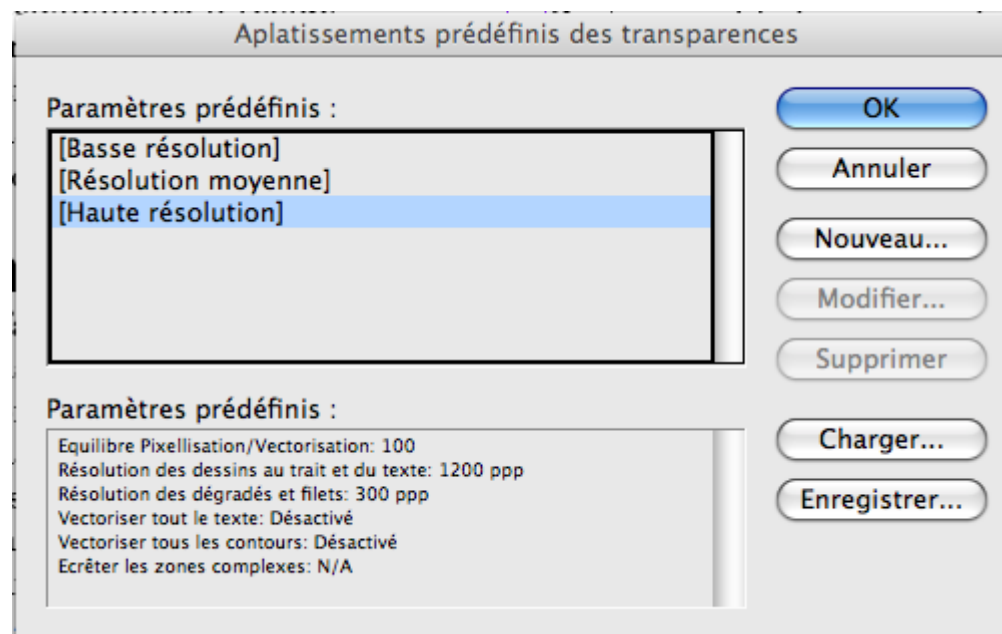 Aplatissements prédéfinis des transparences
Paramètres prédéfinis :
[Basse résolution]
[Résolution moyenne]
[Haute résolution]
OK
Annuler
Nouveau...
Modifier...
Supprimer
Paramètres prédéfinis :
Equilibre Pixellisation/Vectorisation: 100
Résolution des dessins au trait et du texte: 1200 ppp
Résolution des dégradés et filets: 300 ppp
Vectoriser tout le texte: Désactivé
Vectoriser tous les contours: Désactivé
Ecrêter les zones complexes: N/A
Charger...
Enregistrer...